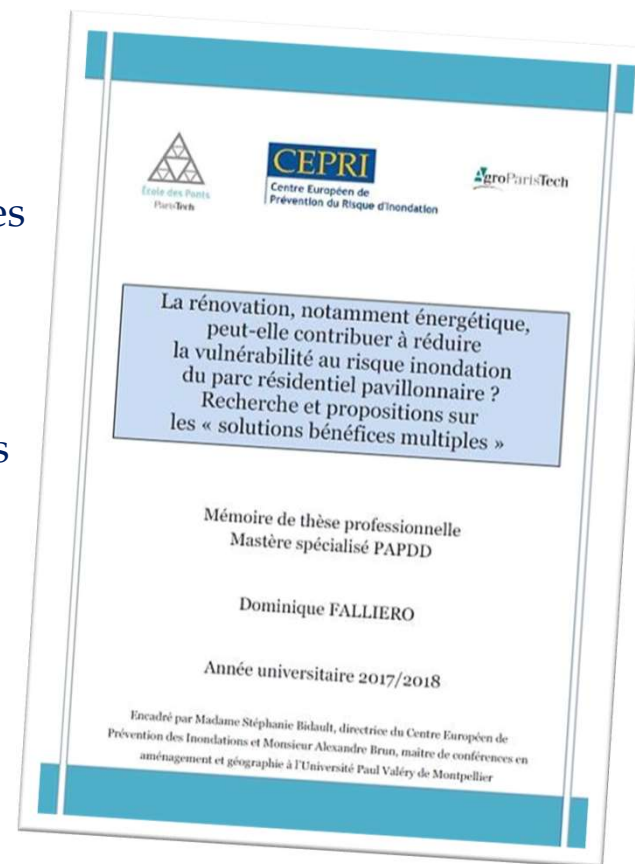 es
s
École des Ponts
ParisTech
CEPRI
Centre Européen de
Prévention du Risque d'Inondation
AgroParisTech
La rénovation, notamment énergétique,
peut-elle contribuer à réduire
la vulnérabilité au risque inondation
du parc résidentiel pavillonnaire ?
Recherche et propositions sur
les « solutions bénéfices multiples »
Mémoire de thèse professionnelle
Mastère spécialisé PAPDD
Dominique FALLIERO
Année universitaire 2017/2018
Encadré par Madame Stéphanie Bidault, directrice du Centre Européen de
Prévention des Inondations et Monsieur Alexandre Brun, maitre de conférences en
aménagement et géographie à l'Université Paul Valéry de Montpellier